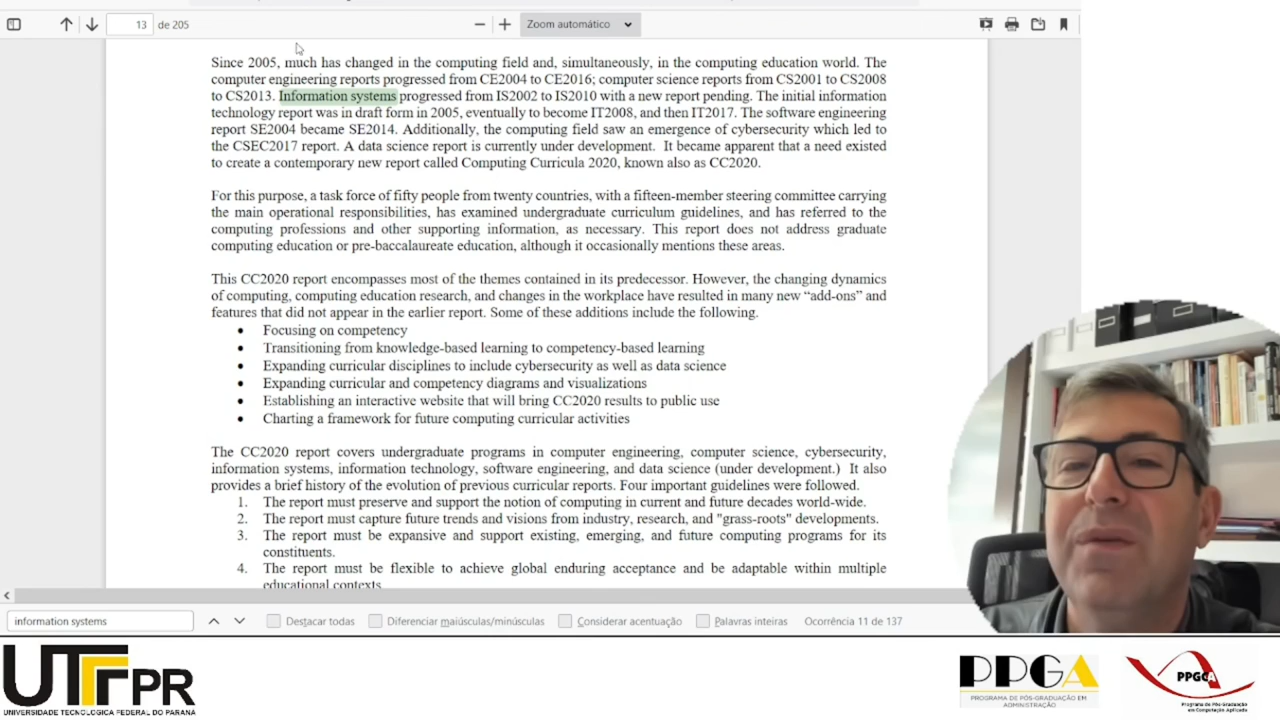 13 de 205
Zoom automático
Since 2005, much has changed in the computing field and, simultaneously, in the computing education world. The
computer engineering reports progressed from CE2004 to CE2016; computer science reports from CS2001 to CS2008
to CS2013. Information systems progressed from IS2002 to IS2010 with a new report pending. The initial information
technology report was in draft form in 2005, eventually to become IT2008, and then IT2017. The software engineering
report SE2004 became SE2014. Additionally, the computing field saw an emergence of cybersecurity which led to
the CSEC2017 report. A data science report is currently under development. It became apparent that a need existed
to create a contemporary new report called Computing Curricula 2020, known also as CC2020.
For this purpose, a task force of fifty people from twenty countries, with a fifteen-member steering committee carrying
the main operational responsibilities, has examined undergraduate curriculum guidelines, and has referred to the
computing professions and other supporting information, as necessary. This report does not address graduate
computing education or pre-baccalaureate education, although it occasionally mentions these areas.
This CC2020 report encompasses most of the themes contained in its predecessor. However, the changing dynamics
of computing, computing education research, and changes in the workplace have resulted in many new “add-ons” and
features that did not appear in the earlier report. Some of these additions include the following.
• Focusing on competency
• Transitioning from knowledge-based learning to competency-based learning
• Expanding curricular disciplines to include cybersecurity as well as data science
• Expanding curricular and competency diagrams and visualizations
• Establishing an interactive website that will bring CC2020 results to public use
• Charting a framework for future computing curricular activities
The CC2020 report covers undergraduate programs in computer engineering, computer science, cybersecurity,
information systems, information technology, software engineering, and data science (under development.) It also
provides a brief history of the evolution of previous curricular reports. Four important guidelines were followed.
1. The report must preserve and support the notion of computing in current and future decades world-wide.
2. The report must capture future trends and visions from industry, research, and "grass-roots" developments.
3. The report must be expansive and support existing, emerging, and future computing programs for its
constituents.
4. The report must be flexible to achieve global enduring acceptance and be adaptable within multiple
educational contexts.
information systems
Destacar todas
Diferenciar maiúsculas/minúsculas
Considerar acentuação
Palavras inteiras
Ocorrência 11 de 137
UTFPR
UNIVERSIDADE TECNOLÓGICA FEDERAL DO PARANÁ
PPGA
PROGRAMA DE PÓS-GRADUAÇÃO EM
ADMINISTRAÇÃO
PPGCA
Programa de Pós-Graduação
em Computação Aplicada